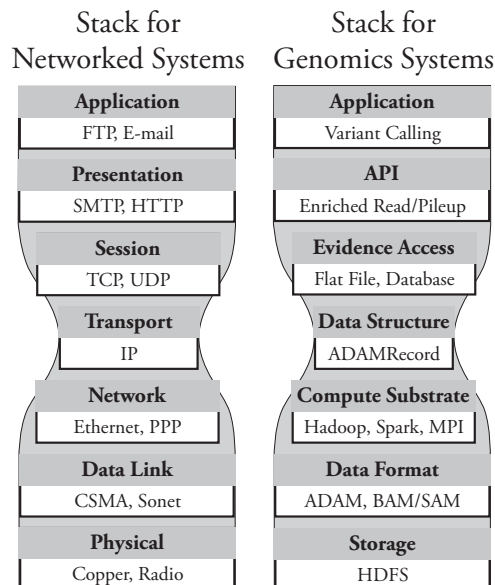 Stack for
Networked Systems
Application
FTP, E-mail
Presentation
SMTP, HTTP
Session
TCP, UDP
Transport
IP
Network
Ethernet, PPP
Data Link
CSMA, Sonet
Physical
Copper, Radio
Stack for
Genomics Systems
Application
Variant Calling
API
Enriched Read/Pileup
Evidence Access
Flat File, Database
Data Structure
ADAMRecord
Compute Substrate
Hadoop, Spark, MPI
Data Format
ADAM, BAM/SAM
Storage
HDFS